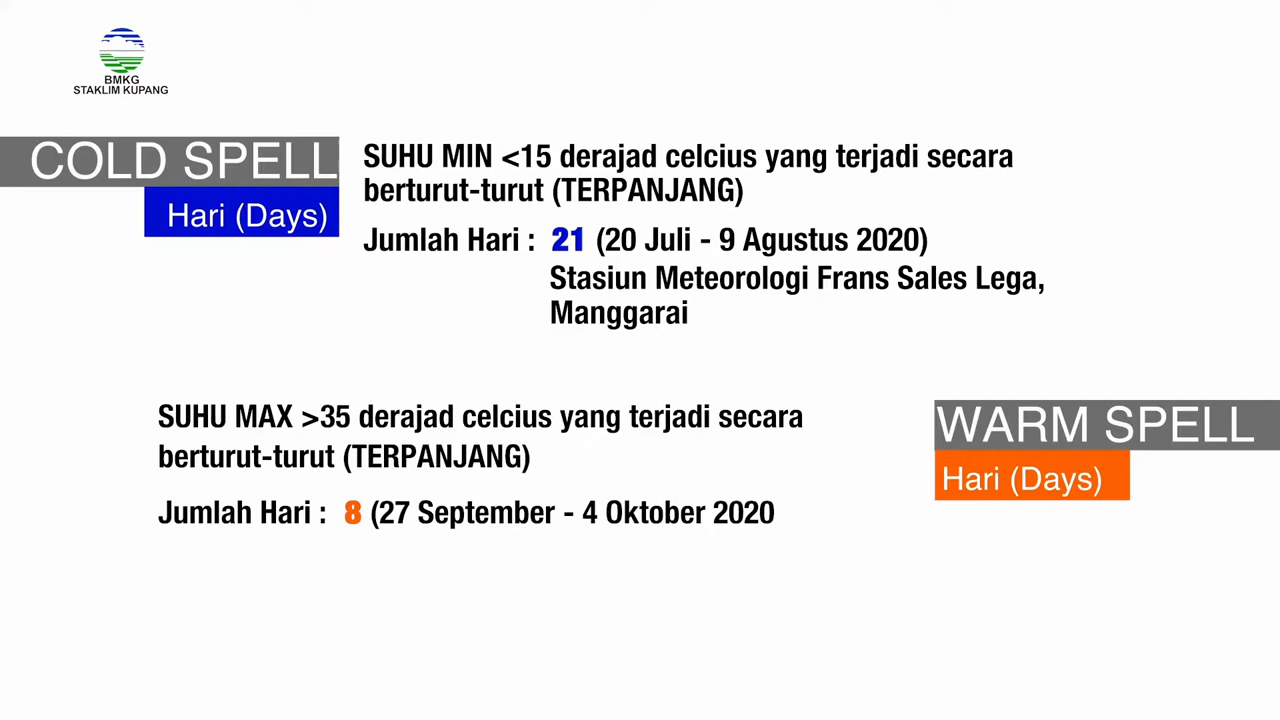 BMKG
STAKLIM KUPANG
COLD SPELL
Hari (Days)
SUHU MIN <15 derajad celcius yang terjadi secara
berturut-turut (TERPANJANG)
Jumlah Hari : 21 (20 Juli - 9 Agustus 2020)
Stasiun Meteorologi Frans Sales Lega,
Manggarai
SUHU MAX >35 derajad celcius yang terjadi secara
berturut-turut (TERPANJANG)
Jumlah Hari : 8 (27 September - 4 Oktober 2020
WARM SPELL
Hari (Days)